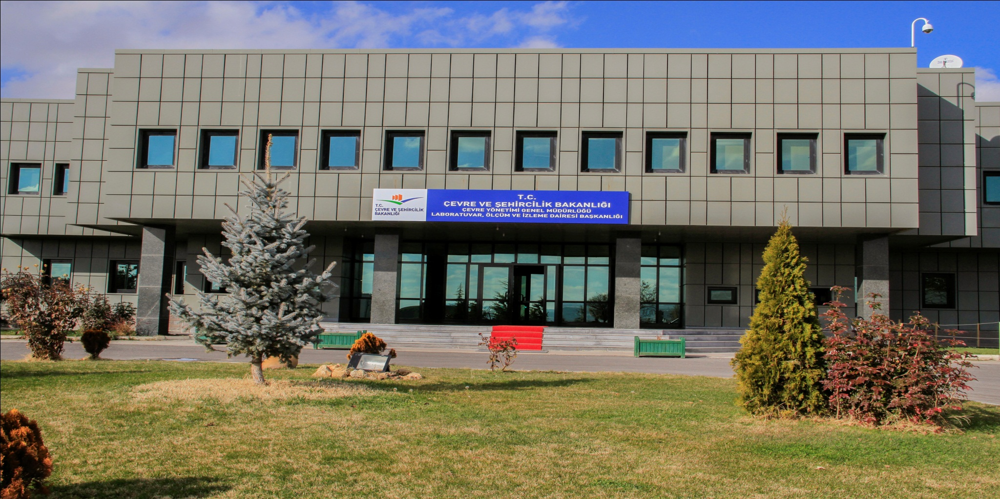 T.C.
ÇEVRE VE ŞEHİRCİLİK
BAKANLIĞI
T.C.
ÇEVRE VE ŞEHİRCİLİK BAKANLIĞI
ÇEVRE YÖNETİMİ GENEL MÜDÜRLÜĞÜ
LABORATUVAR, ÖLÇÜM VE İZLEME DAİRESİ BAŞKANLIĞI